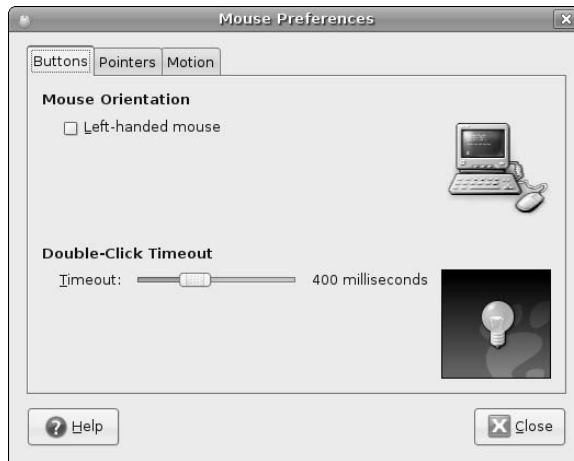 Mouse Preferences
Buttons Pointers Motion
Mouse Orientation
Left-handed mouse
Double-Click Timeout
Timeout: 400 milliseconds
Help Close